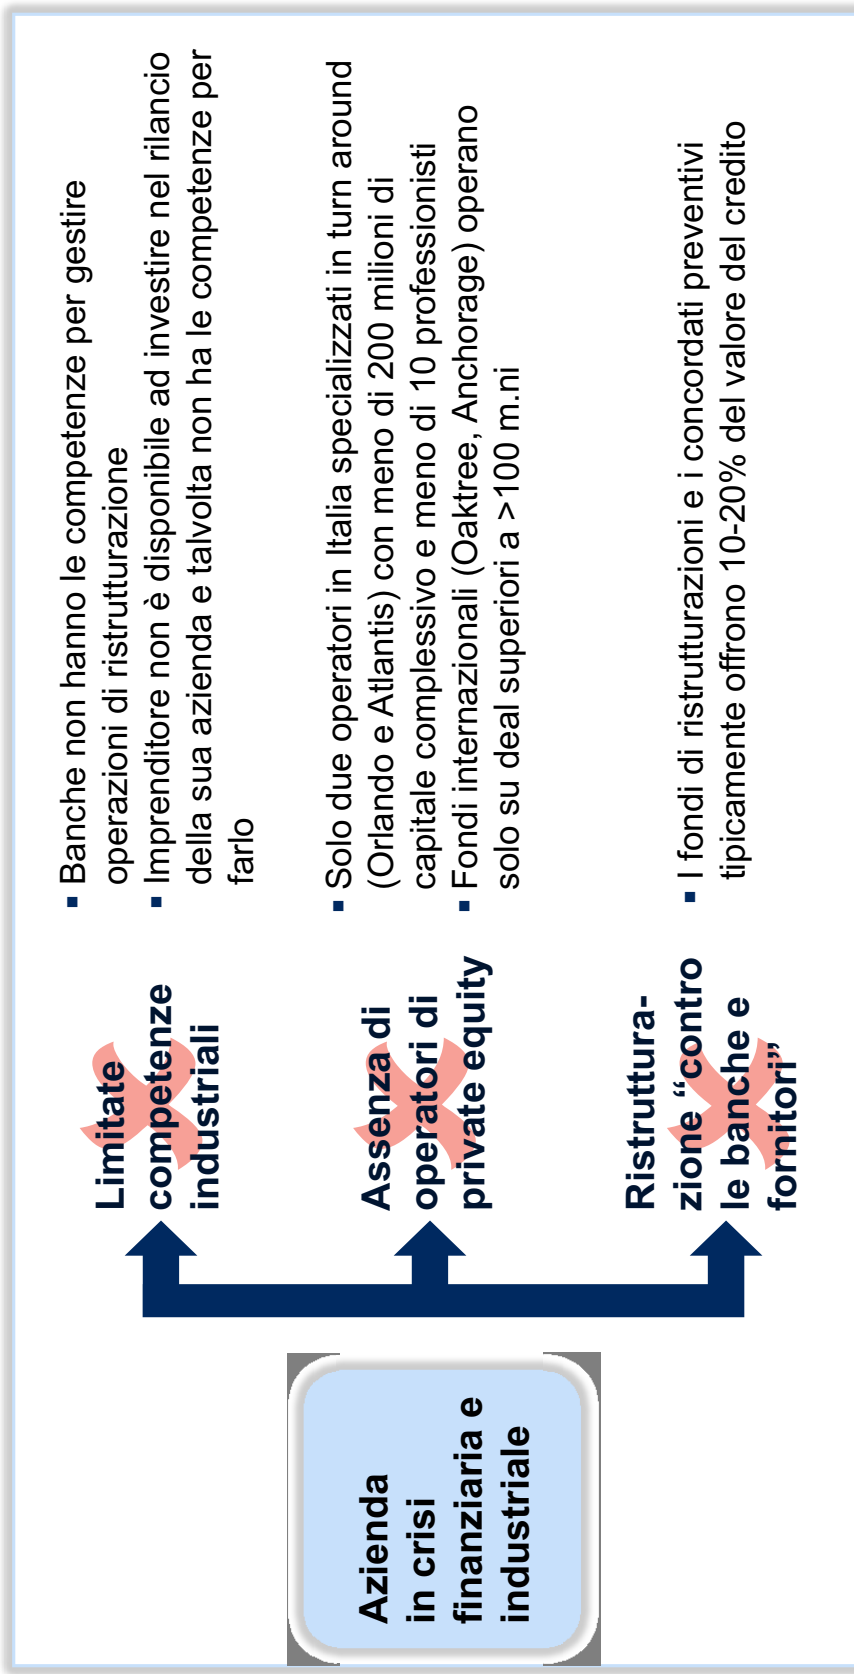 Azienda
in crisi
finanziaria e
industriale
Limitate
competenze
industriali
▪ Banche non hanno le competenze per gestire
operazioni di ristrutturazione
▪ Imprenditore non è disponibile ad investire nel rilancio
della sua azienda e talvolta non ha le competenze per
farlo
Assenza di
operatori di
private equity
▪ Solo due operatori in Italia specializzati in turn around
(Orlando e Atlantis) con meno di 200 milioni di
capitale complessivo e meno di 10 professionisti
▪ Fondi internazionali (Oaktree, Anchorage) operano
solo su deal superiori a >100 m.ni
Ristruttura-
zione “contro
le banche e
fornitori”
▪ I fondi di ristrutturazioni e i concordati preventivi
tipicamente offrono 10-20% del valore del credito